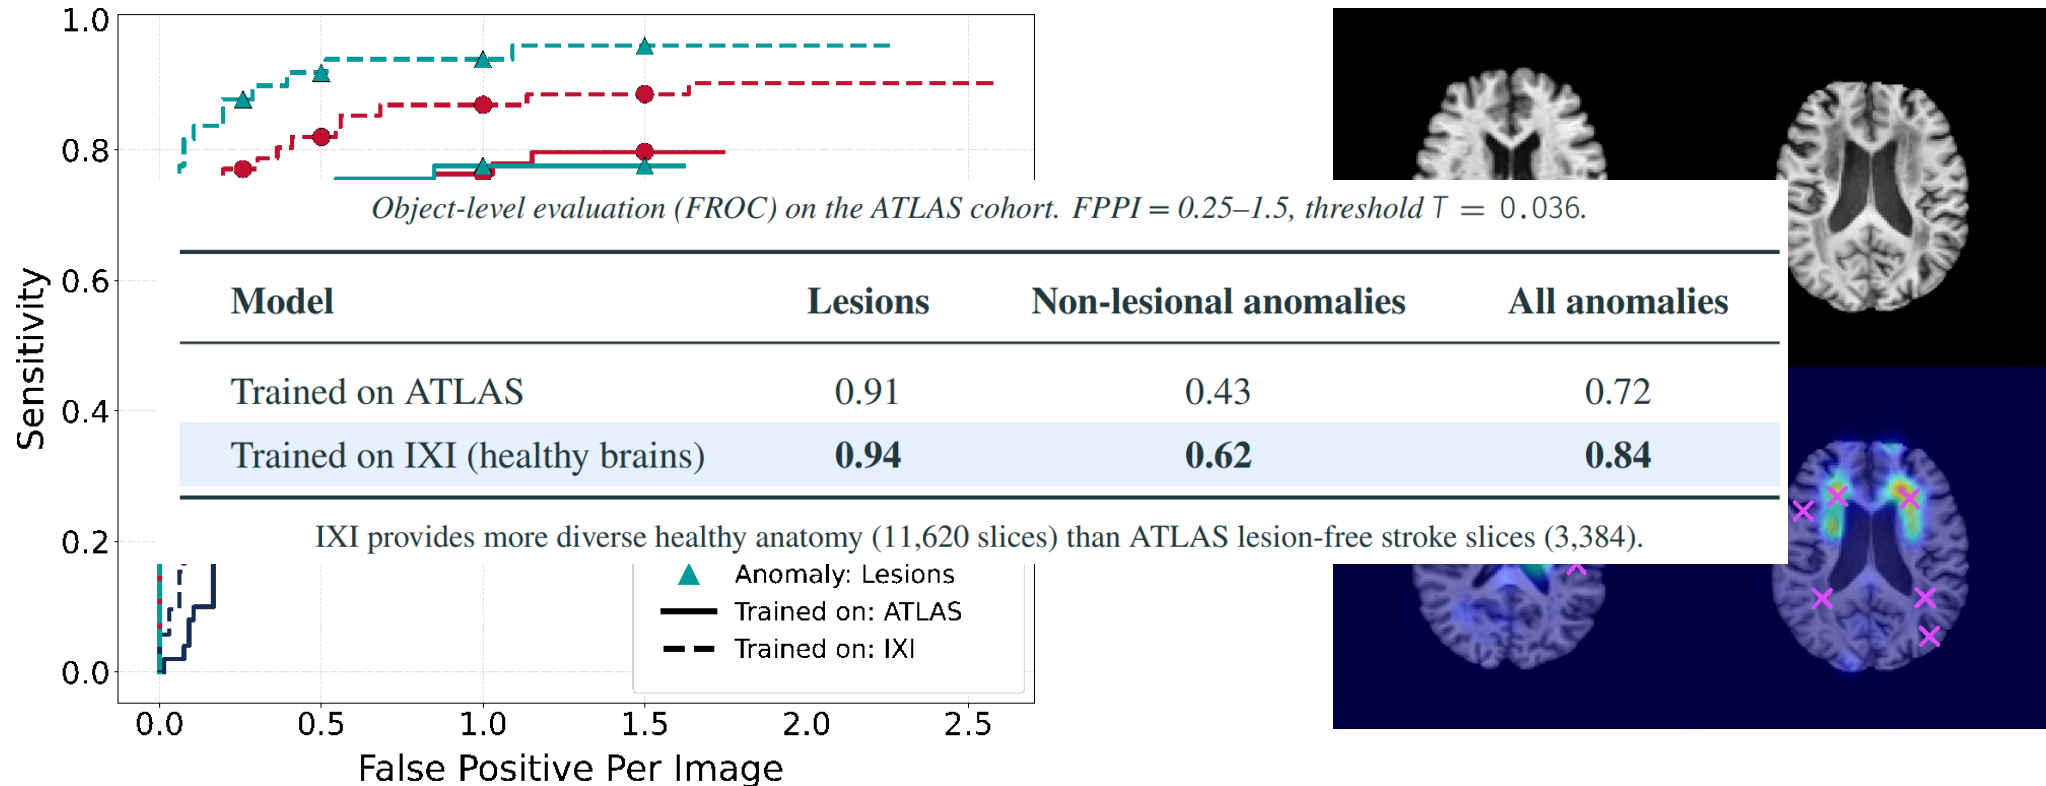 1.0
0.8
0.6
0.4
0.2
0.0
Sensitivity
Object-level evaluation (FROC) on the ATLAS cohort. FPPI = 0.25–1.5, threshold T = 0.036.
Model Lesions Non-lesional anomalies All anomalies
Trained on ATLAS 0.91 0.43 0.72
Trained on IXI (healthy brains) 0.94 0.62 0.84
IXI provides more diverse healthy anatomy (11,620 slices) than ATLAS lesion-free stroke slices (3,384).
Anomaly: Lesions
Trained on: ATLAS
Trained on: IXI
0.0 0.5 1.0 1.5 2.0 2.5
False Positive Per Image